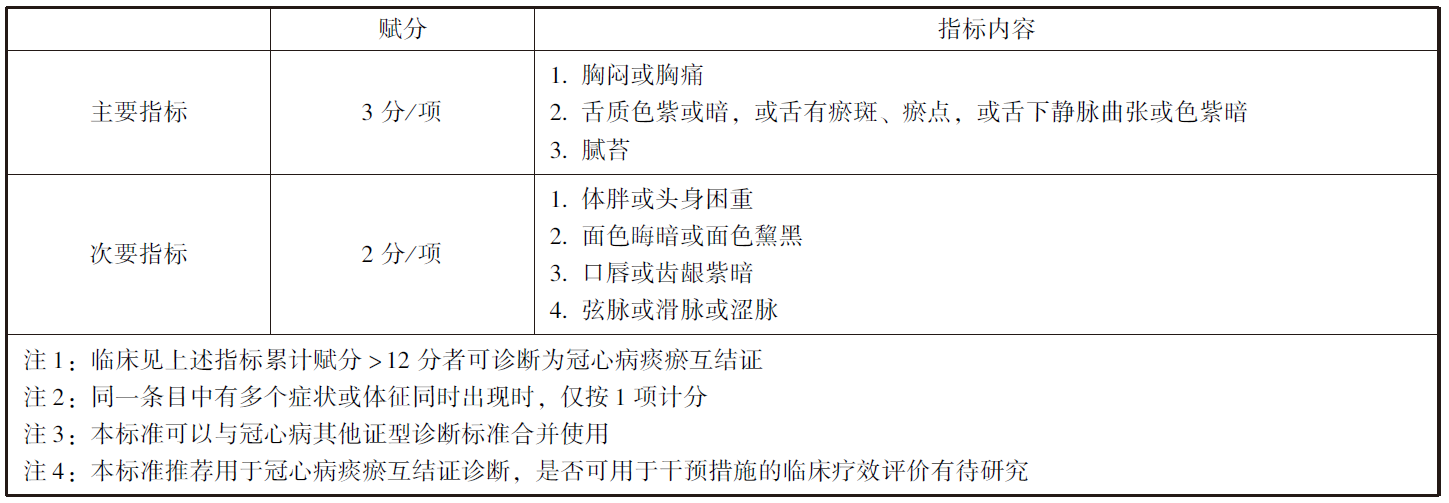 赋分 指标内容
主要指标 3 分/项
1. 胸闷或胸痛
2. 舌质色紫或暗，或舌有瘀斑、瘀点，或舌下静脉曲张或色紫暗
3. 腻苔
次要指标 2 分/项
1. 体胖或头身困重
2. 面色晦暗或面色黧黑
3. 口唇或齿龈紫暗
4. 弦脉或滑脉或涩脉
注 1：临床见上述指标累计赋分 >12 分者可诊断为冠心病痰瘀互结证
注 2：同一条目中有多个症状或体征同时出现时，仅按 1 项计分
注 3：本标准可以与冠心病其他证型诊断标准合并使用
注 4：本标准推荐用于冠心病痰瘀互结证诊断，是否可用于干预措施的临床疗效评价有待研究